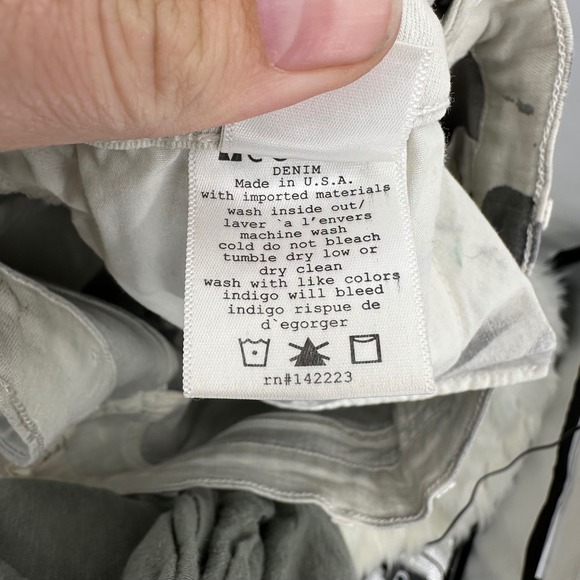 DENIM
Made in U.S.A.
with imported materials
wash inside out/
laver `a l'envers
machine wash
cold do not bleach
tumble dry low or
dry clean
wash with like colors
indigo will bleed
indigo rispue de
d`egorger
rn#142223